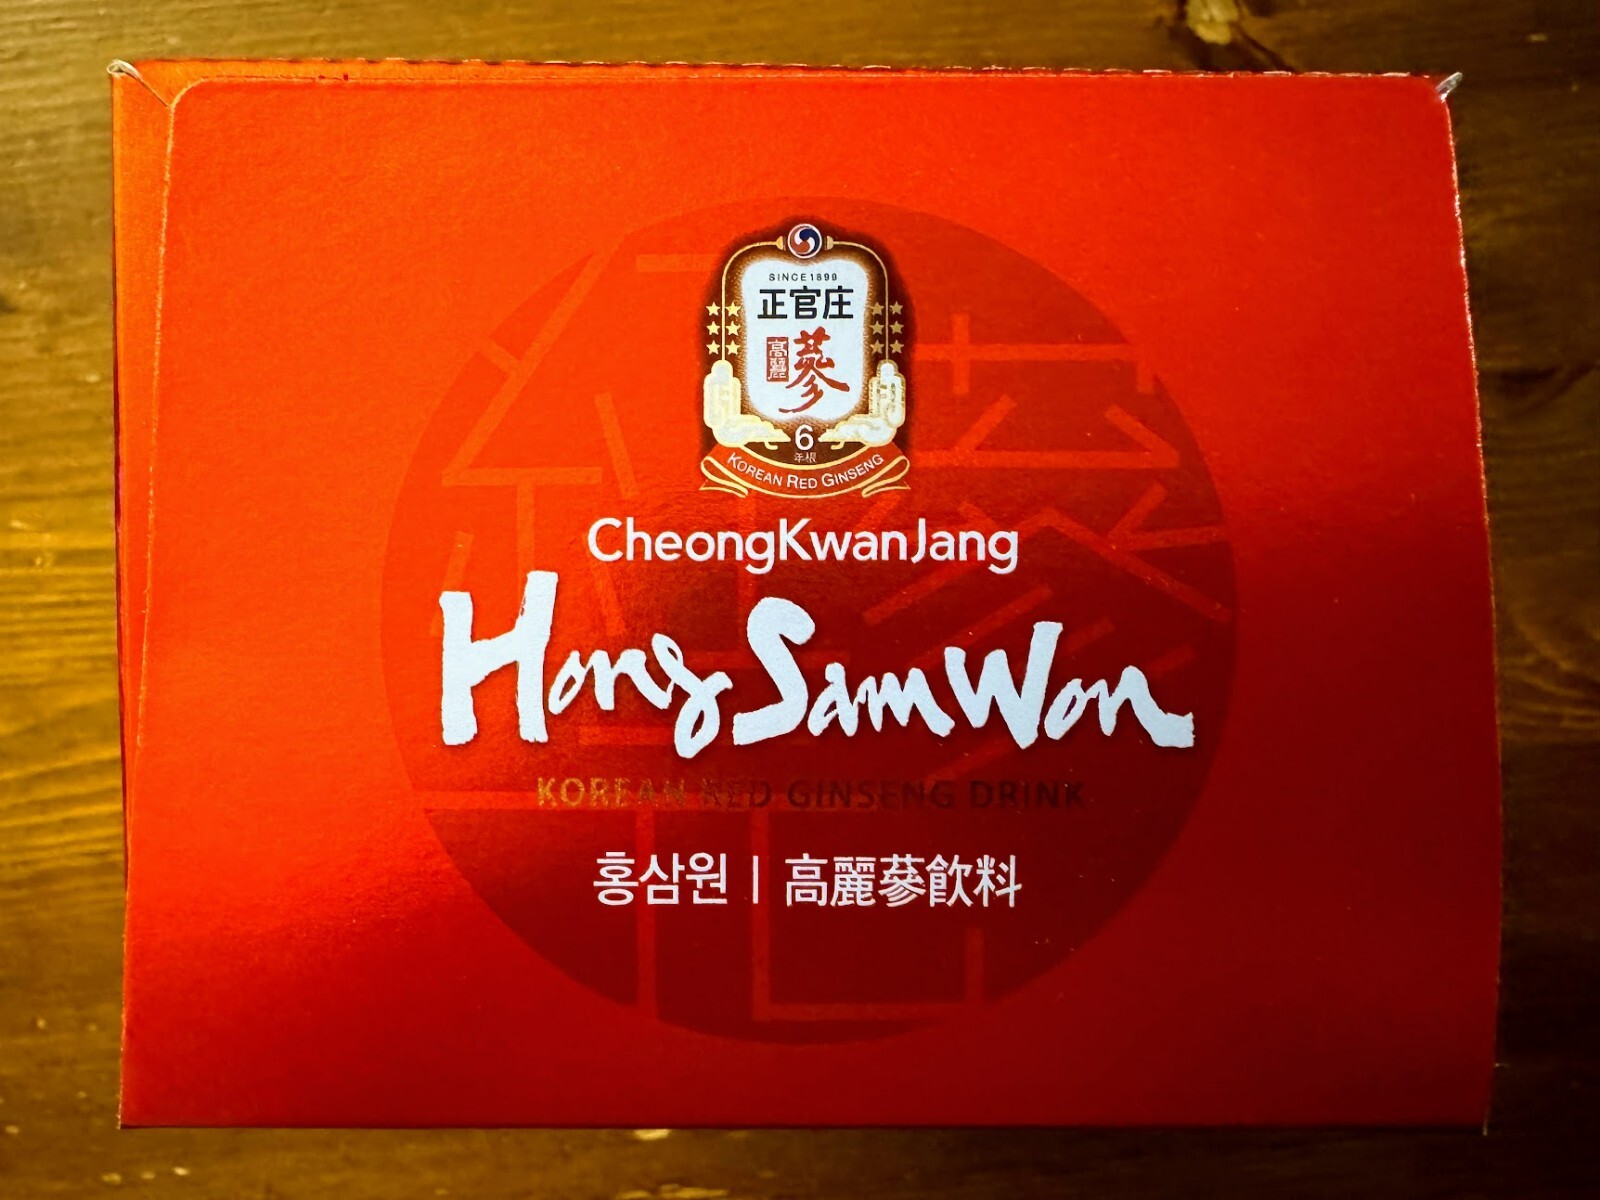 SINCE 1899
正官庄
高麗
蔘
6
年根
KOREAN RED GINSENG
CheongKwanJang
HongSamWon
KOREAN RED GINSENG DRINK
홍삼원 | 高麗蔘飮料